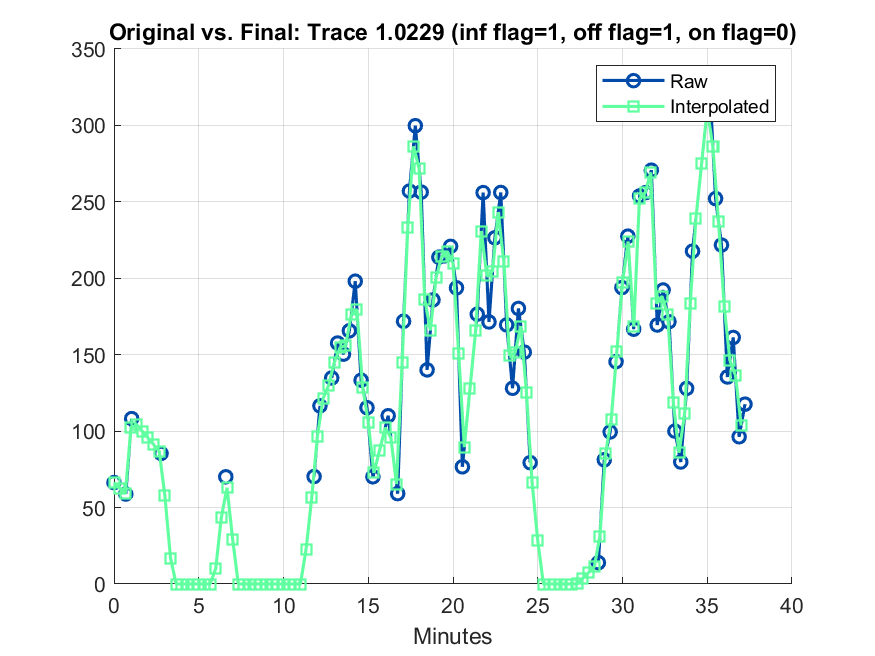 Original vs. Final: Trace 1.0229 (inf flag=1, off flag=1, on flag=0)
350
300
250
200
150
100
50
0
Raw
Interpolated
0 5 10 15 20 25 30 35 40
Minutes